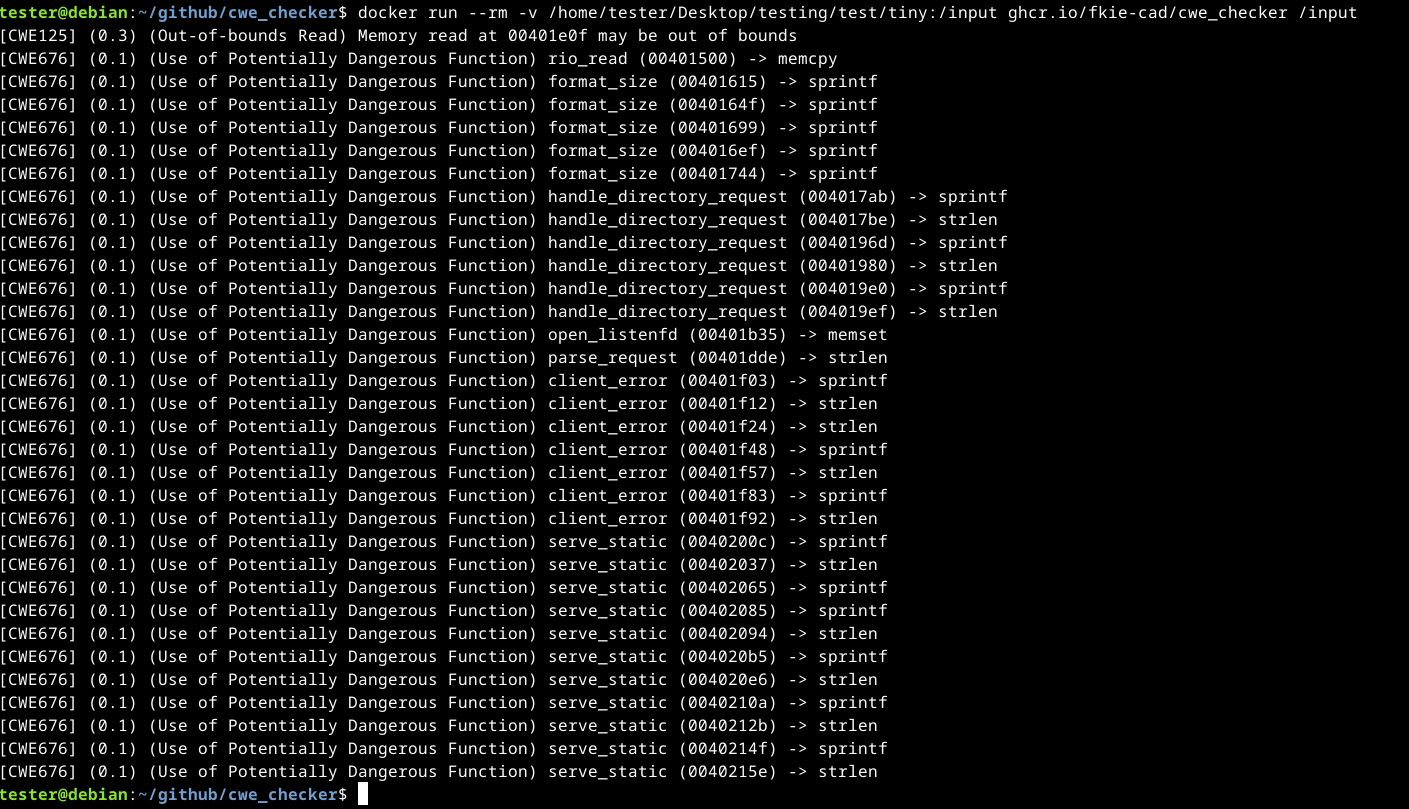 tester@debian:~/github/cwe_checker$ docker run --rm -v /home/tester/Desktop/testing/test/tiny:/input ghcr.io/fkie-cad/cwe_checker /input
[CWE125] (0.3) (Out-of-bounds Read) Memory read at 00401e0f may be out of bounds
[CWE676] (0.1) (Use of Potentially Dangerous Function) rio_read (00401500) -> memcpy
[CWE676] (0.1) (Use of Potentially Dangerous Function) format_size (00401615) -> sprintf
[CWE676] (0.1) (Use of Potentially Dangerous Function) format_size (0040164f) -> sprintf
[CWE676] (0.1) (Use of Potentially Dangerous Function) format_size (00401699) -> sprintf
[CWE676] (0.1) (Use of Potentially Dangerous Function) format_size (004016ef) -> sprintf
[CWE676] (0.1) (Use of Potentially Dangerous Function) format_size (00401744) -> sprintf
[CWE676] (0.1) (Use of Potentially Dangerous Function) handle_directory_request (004017ab) -> sprintf
[CWE676] (0.1) (Use of Potentially Dangerous Function) handle_directory_request (004017be) -> strlen
[CWE676] (0.1) (Use of Potentially Dangerous Function) handle_directory_request (0040196d) -> sprintf
[CWE676] (0.1) (Use of Potentially Dangerous Function) handle_directory_request (00401980) -> strlen
[CWE676] (0.1) (Use of Potentially Dangerous Function) handle_directory_request (004019e0) -> sprintf
[CWE676] (0.1) (Use of Potentially Dangerous Function) handle_directory_request (004019ef) -> strlen
[CWE676] (0.1) (Use of Potentially Dangerous Function) open_listenfd (00401b35) -> memset
[CWE676] (0.1) (Use of Potentially Dangerous Function) parse_request (00401dde) -> strlen
[CWE676] (0.1) (Use of Potentially Dangerous Function) client_error (00401f03) -> sprintf
[CWE676] (0.1) (Use of Potentially Dangerous Function) client_error (00401f12) -> strlen
[CWE676] (0.1) (Use of Potentially Dangerous Function) client_error (00401f24) -> strlen
[CWE676] (0.1) (Use of Potentially Dangerous Function) client_error (00401f48) -> sprintf
[CWE676] (0.1) (Use of Potentially Dangerous Function) client_error (00401f57) -> strlen
[CWE676] (0.1) (Use of Potentially Dangerous Function) client_error (00401f83) -> sprintf
[CWE676] (0.1) (Use of Potentially Dangerous Function) client_error (00401f92) -> strlen
[CWE676] (0.1) (Use of Potentially Dangerous Function) serve_static (0040200c) -> sprintf
[CWE676] (0.1) (Use of Potentially Dangerous Function) serve_static (00402037) -> strlen
[CWE676] (0.1) (Use of Potentially Dangerous Function) serve_static (00402065) -> sprintf
[CWE676] (0.1) (Use of Potentially Dangerous Function) serve_static (00402085) -> sprintf
[CWE676] (0.1) (Use of Potentially Dangerous Function) serve_static (00402094) -> strlen
[CWE676] (0.1) (Use of Potentially Dangerous Function) serve_static (004020b5) -> sprintf
[CWE676] (0.1) (Use of Potentially Dangerous Function) serve_static (004020e6) -> strlen
[CWE676] (0.1) (Use of Potentially Dangerous Function) serve_static (0040210a) -> sprintf
[CWE676] (0.1) (Use of Potentially Dangerous Function) serve_static (0040212b) -> strlen
[CWE676] (0.1) (Use of Potentially Dangerous Function) serve_static (0040214f) -> sprintf
[CWE676] (0.1) (Use of Potentially Dangerous Function) serve_static (0040215e) -> strlen
tester@debian:~/github/cwe_checker$